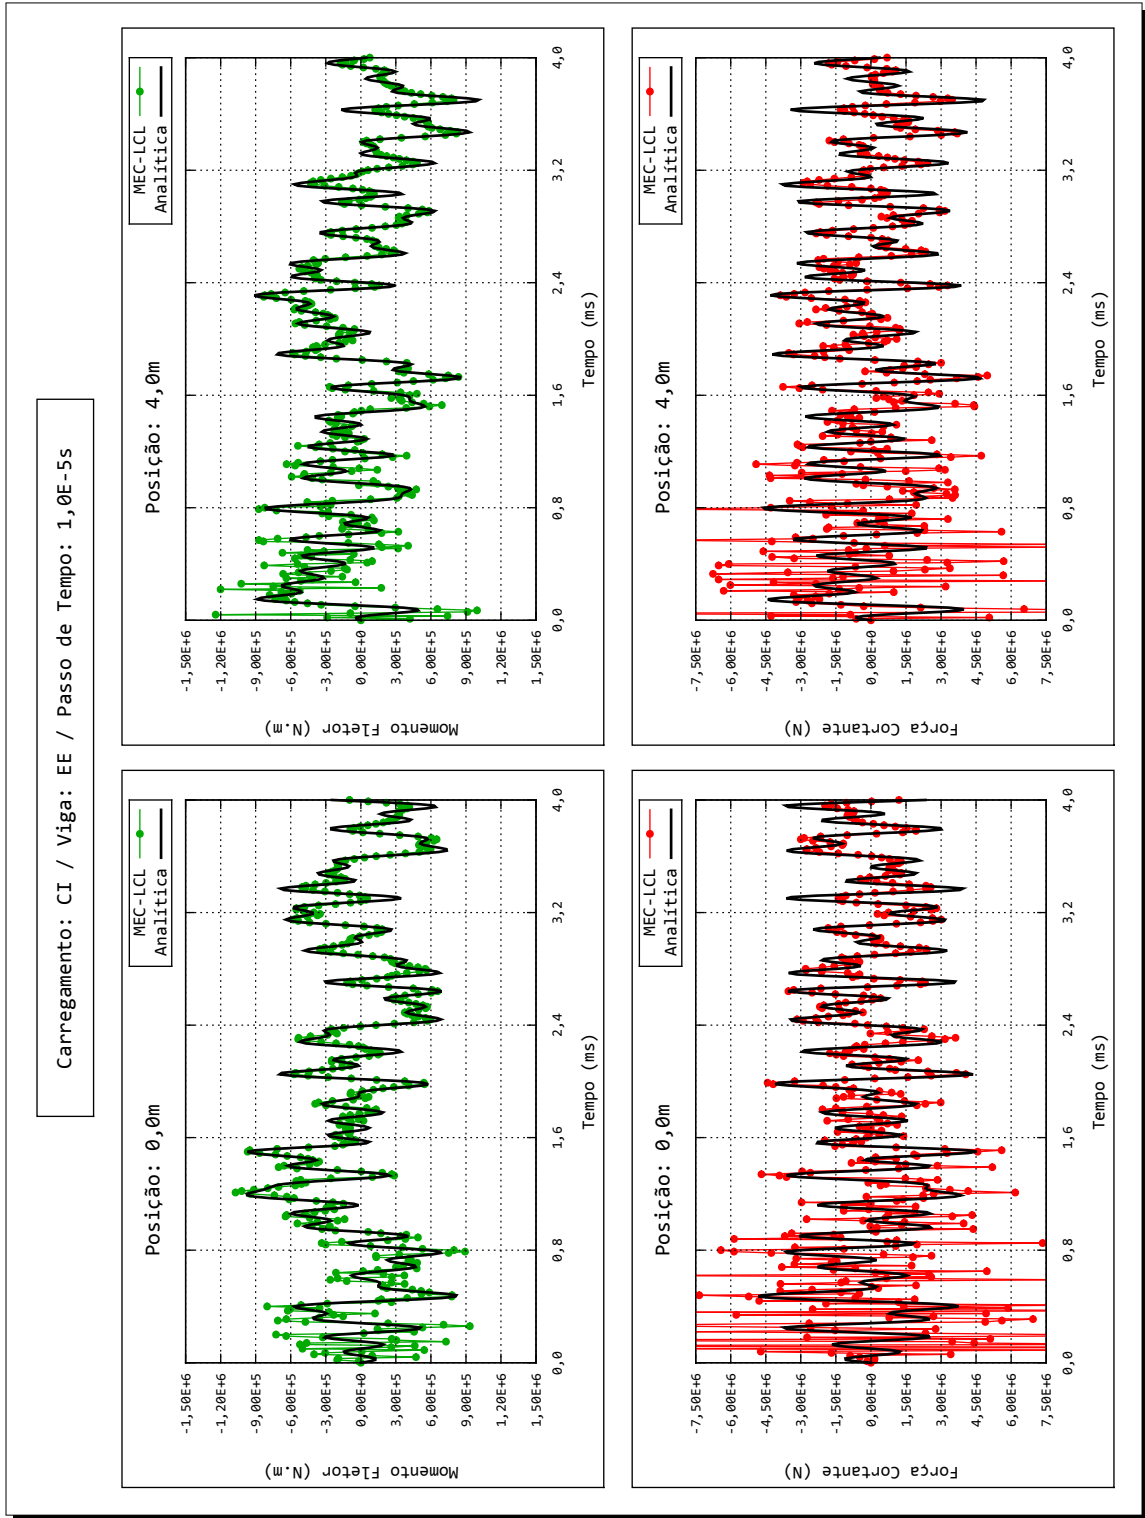 Carregamento: CI / Viga: EE / Passo de Tempo: 1,0E-5s
Posição: 0,0m
MEC-LCL
Analítica
-1,50E+6
-1,20E+6
-9,00E+5
-6,00E+5
-3,00E+5
0,00E+5
3,00E+5
6,00E+5
9,00E+5
1,20E+6
1,50E+6
Momento Fletor (N.m)
0,0
0,8
1,6
2,4
3,2
4,0
Tempo (ms)
Posição: 4,0m
MEC-LCL
Analítica
-1,50E+6
-1,20E+6
-9,00E+5
-6,00E+5
-3,00E+5
0,00E+5
3,00E+5
6,00E+5
9,00E+5
1,20E+6
1,50E+6
Momento Fletor (N.m)
0,0
0,8
1,6
2,4
3,2
4,0
Tempo (ms)
Posição: 0,0m
MEC-LCL
Analítica
-7,50E+6
-6,00E+6
-4,50E+6
-3,00E+6
-1,50E+6
0,00E+6
1,50E+6
3,00E+6
4,50E+6
6,00E+6
7,50E+6
Força Cortante (N)
0,0
0,8
1,6
2,4
3,2
4,0
Tempo (ms)
Posição: 4,0m
MEC-LCL
Analítica
-7,50E+6
-6,00E+6
-4,50E+6
-3,00E+6
-1,50E+6
0,00E+6
1,50E+6
3,00E+6
4,50E+6
6,00E+6
7,50E+6
Força Cortante (N)
0,0
0,8
1,6
2,4
3,2
4,0
Tempo (ms)